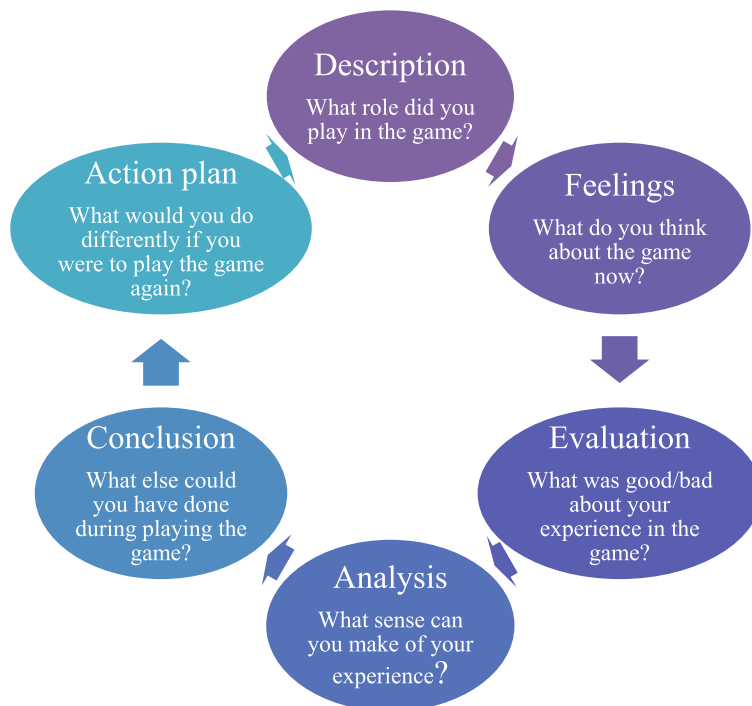 Description
What role did you
play in the game?
Feelings
What do you think
about the game
now?
Evaluation
What was good/bad
about your
experience in the
game?
Analysis
What sense can
you make of your
experience?
Conclusion
What else could
you have done
during playing the
game?
Action plan
What would you do
differently if you
were to play the game
again?